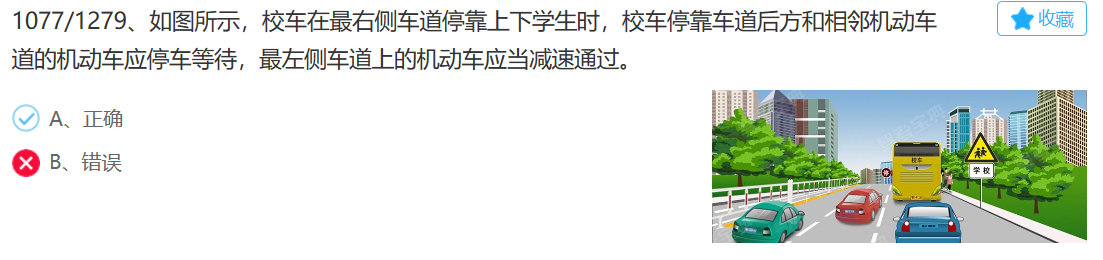 1077/1279、如图所示，校车在最右侧车道停靠上下学生时，校车停靠车道后方和相邻机动车
道的机动车应停车等待，最左侧车道上的机动车应当减速通过。
收藏
A、正确
B、错误
校车
学校